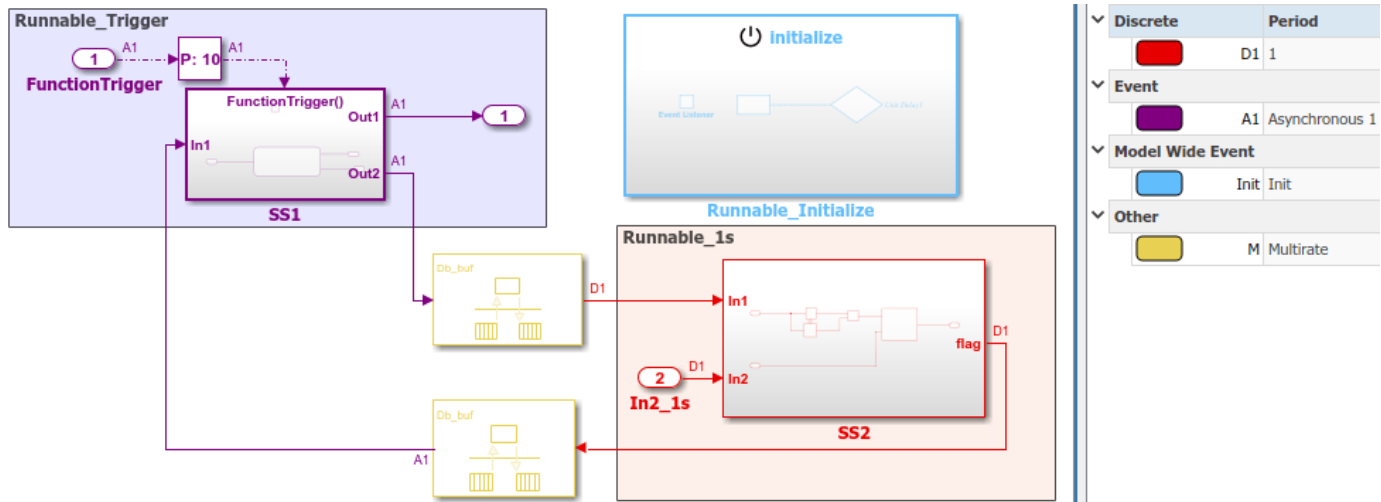 Runnable_Trigger
1
A1
P: 10
A1
FunctionTrigger
FunctionTrigger()
In1
Out1
Out2
A1
1
A1
SS1
initialize
Event Listener
Runnable_Initialize
Db_buf
D1
Runnable_1s
In1
In2
flag
D1
2
D1
In2_1s
SS2
Db_buf
A1
Discrete Period
D1 1
Event
A1 Asynchronous 1
Model Wide Event
Init Init
Other
M Multirate